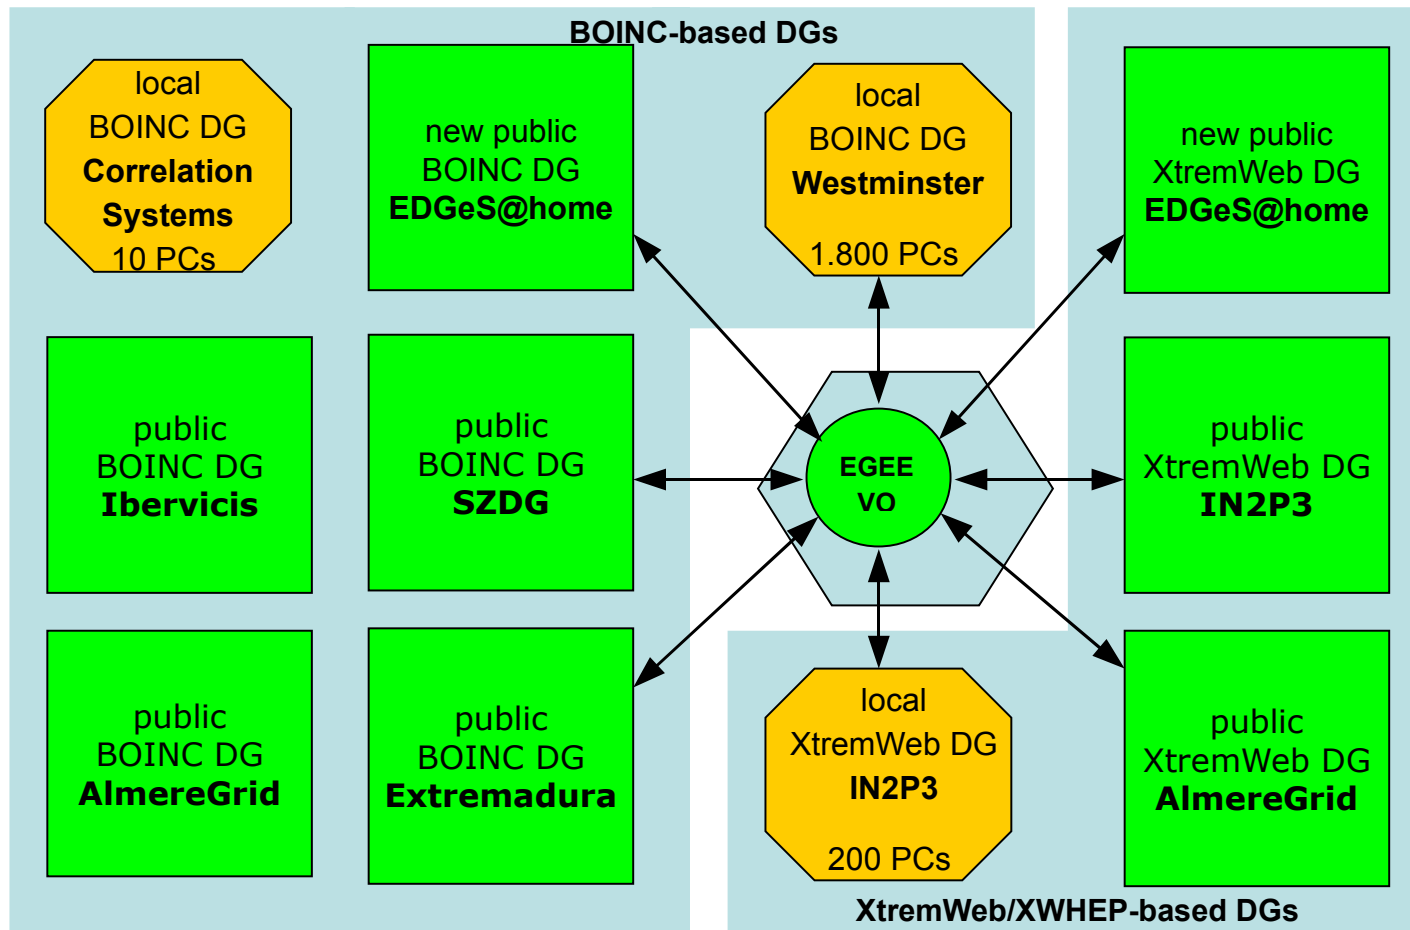 BOINC-based DGs
local
BOINC DG
Correlation
Systems
10 PCs
new public
BOINC DG
EDGeS@home
local
BOINC DG
Westminster
1.800 PCs
new public
XtremWeb DG
EDGeS@home
public
BOINC DG
Ibervicis
public
BOINC DG
SZDG
EGEE
VO
public
XtremWeb DG
IN2P3
public
BOINC DG
AlmereGrid
public
BOINC DG
Extremadura
local
XtremWeb DG
IN2P3
200 PCs
public
XtremWeb DG
AlmereGrid
XtremWeb/XWHEP-based DGs